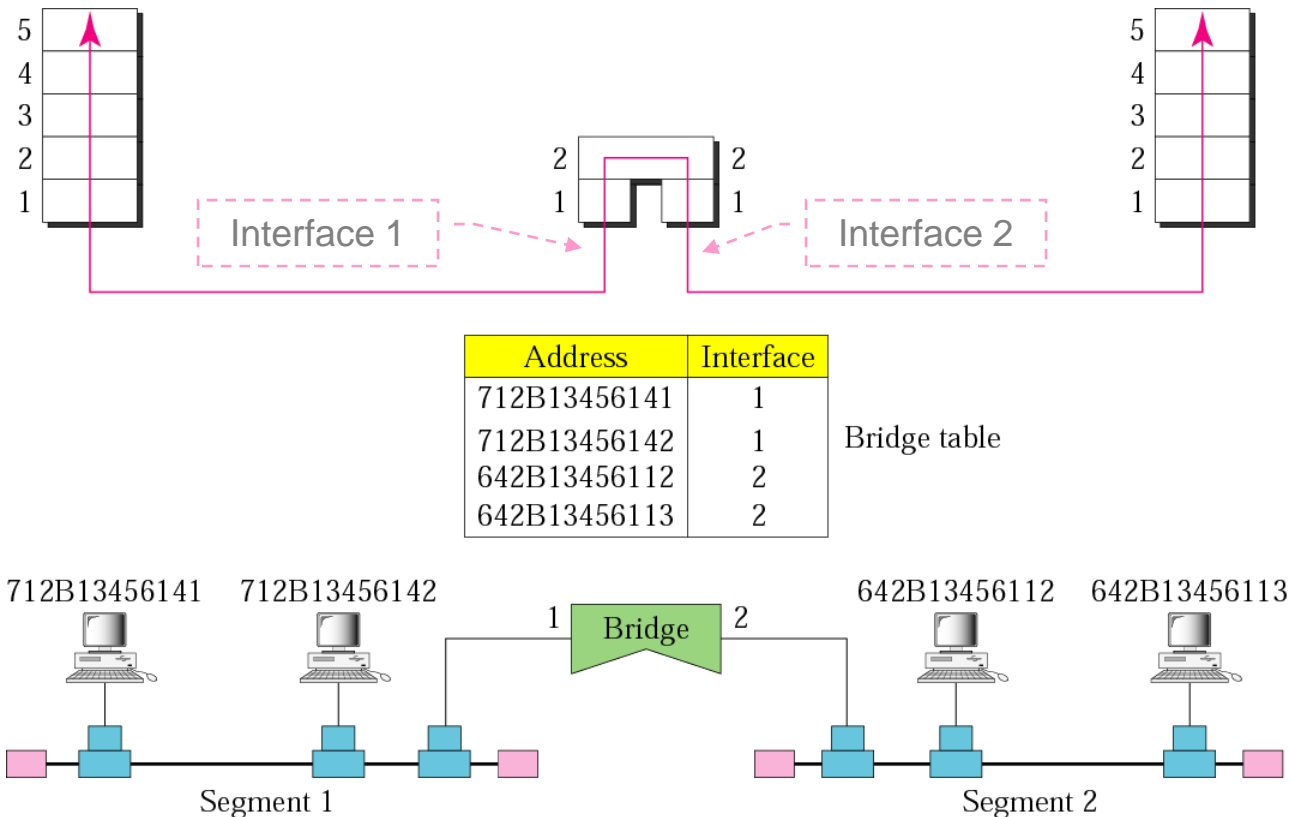 5 5
4 4
3 3
2 2 2 2
1 1 1 1
Interface 1 Interface 2
Address Interface
712B13456141 1
712B13456142 1
642B13456112 2
642B13456113 2
Bridge table
712B13456141 712B13456142 642B13456112 642B13456113
1 Bridge 2
Segment 1 Segment 2